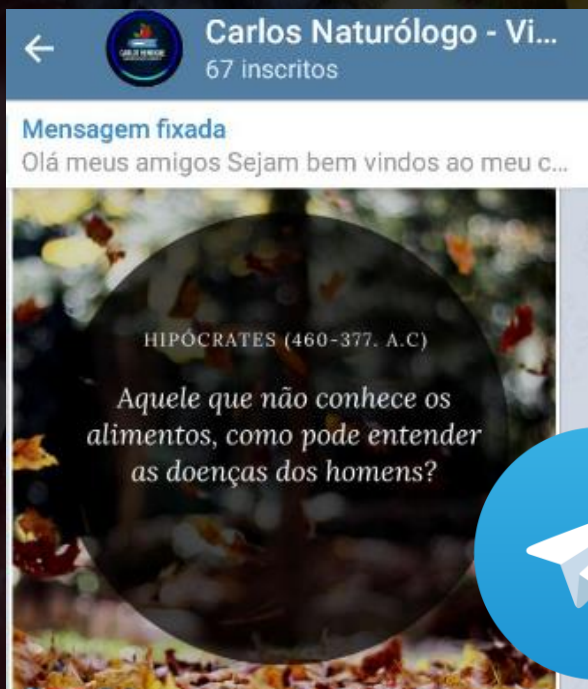 Carlos Naturólogo - Vi...
67 inscritos
Mensagem fixada
Olá meus amigos Sejam bem vindos ao meu c...
HIPÓCRATES (460-377. A.C)
Aquele que não conhece os
alimentos, como pode entender
as doenças dos homens?